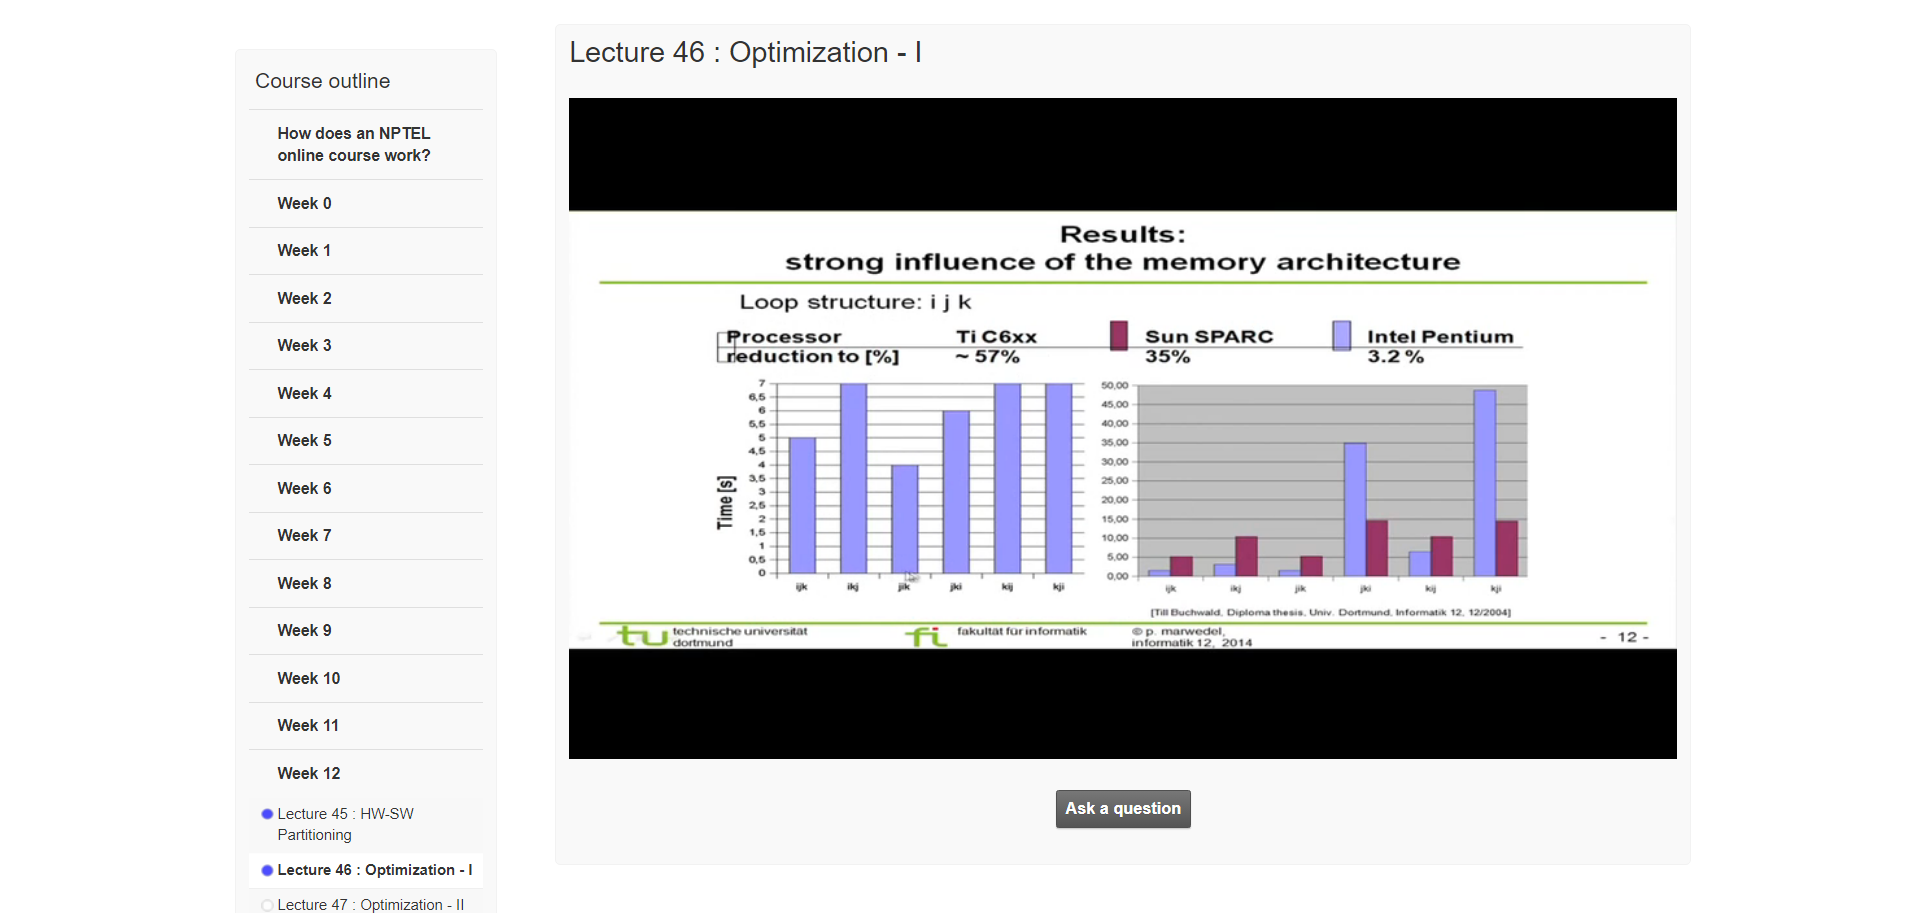 Course outline
How does an NPTEL
online course work?
Week 0
Week 1
Week 2
Week 3
Week 4
Week 5
Week 6
Week 7
Week 8
Week 9
Week 10
Week 11
Week 12
Lecture 45 : HW-SW
Partitioning
Lecture 46 : Optimization - I
Lecture 47 : Optimization - II
Lecture 46 : Optimization - I
Results:
strong influence of the memory architecture
Loop structure: i j k
Processor Ti C6xx Sun SPARC Intel Pentium
reduction to [%] ~ 57% 35% 3.2 %
Time [s]
7
6,5
6
5,5
5
4,5
4
3,5
3
2,5
2
1,5
1
0,5
0
ijk ikj jik jki kij kji
50,00
45,00
40,00
35,00
30,00
25,00
20,00
15,00
10,00
5,00
0,00
ijk ikj jik jki kij kji
[Till Buchwald, Diploma thesis, Univ. Dortmund, Informatik 12, 12/2004]
tu technische universität
dortmund
fi fakultät für informatik
© p. marwedel,
informatik 12, 2014
- 12 -
Ask a question